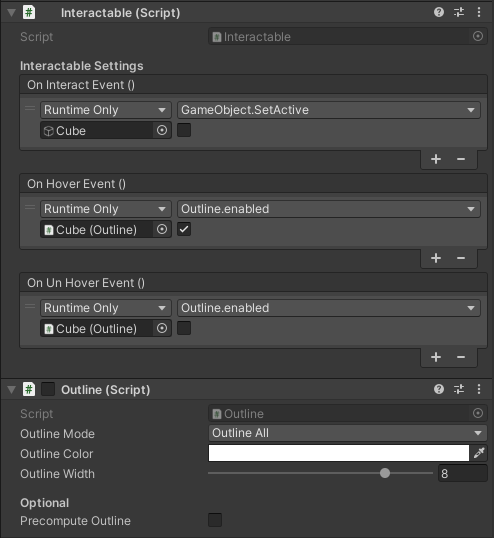 Interactable (Script)
Script Interactable
Interactable Settings
On Interact Event ()
Runtime Only GameObject.SetActive
Cube
On Hover Event ()
Runtime Only Outline.enabled
Cube (Outline)
On Un Hover Event ()
Runtime Only Outline.enabled
Cube (Outline)
Outline (Script)
Script Outline
Outline Mode Outline All
Outline Color
Outline Width 8
Optional
Precompute Outline